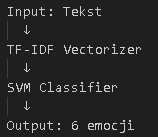 Input: Tekst
↓
TF-IDF Vectorizer
↓
SVM Classifier
↓
Output: 6 emocji